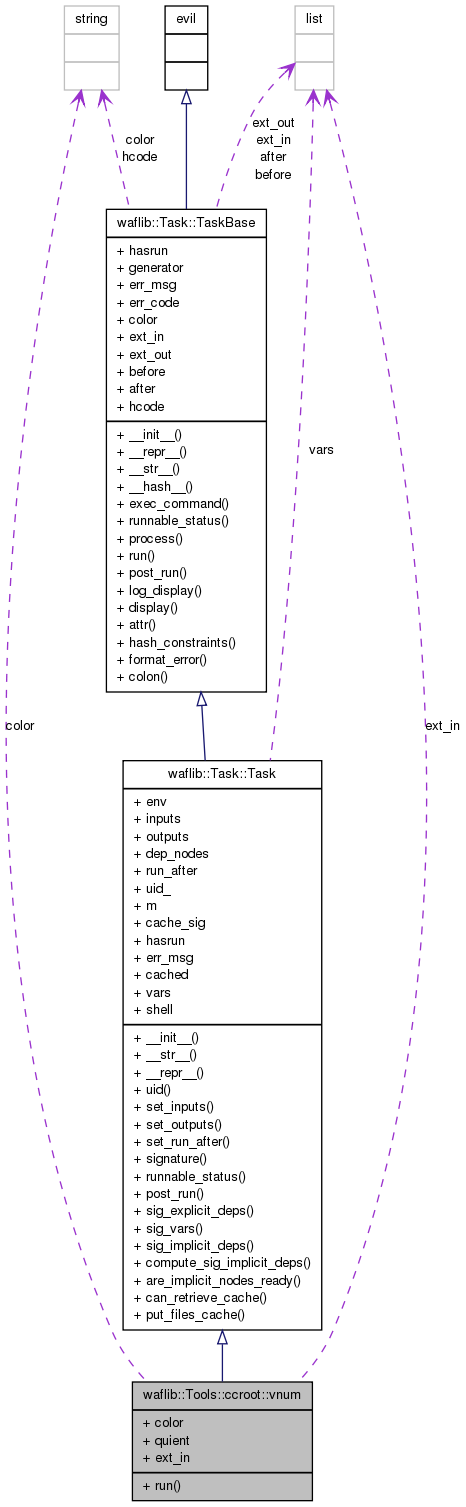 string
evil
list
color
hcode
ext_out
ext_in
after
before
waflib::Task::TaskBase
+ hasrun
+ generator
+ err_msg
+ err_code
+ color
+ ext_in
+ ext_out
+ before
+ after
+ hcode
+ __init__()
+ __repr__()
+ __str__()
+ __hash__()
+ exec_command()
+ runnable_status()
+ process()
+ run()
+ post_run()
+ log_display()
+ display()
+ attr()
+ hash_constraints()
+ format_error()
+ colon()
vars
color
ext_in
waflib::Task::Task
+ env
+ inputs
+ outputs
+ dep_nodes
+ run_after
+ uid_
+ m
+ cache_sig
+ hasrun
+ err_msg
+ cached
+ vars
+ shell
+ __init__()
+ __str__()
+ __repr__()
+ uid()
+ set_inputs()
+ set_outputs()
+ set_run_after()
+ signature()
+ runnable_status()
+ post_run()
+ sig_explicit_deps()
+ sig_vars()
+ sig_implicit_deps()
+ compute_sig_implicit_deps()
+ are_implicit_nodes_ready()
+ can_retrieve_cache()
+ put_files_cache()
waflib::Tools::ccroot::vnum
+ color
+ quient
+ ext_in
+ run()